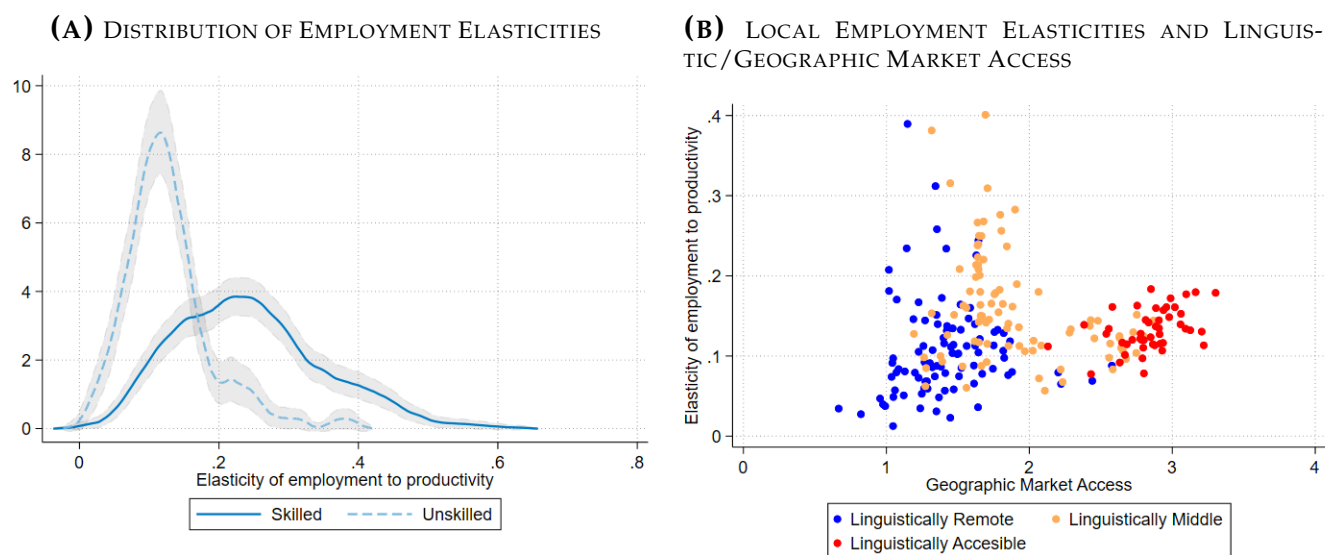 (A) DISTRIBUTION OF EMPLOYMENT ELASTICITIES
10
8
6
4
2
0
0
.2
.4
.6
.8
Elasticity of employment to productivity
Skilled
Unskilled
(B) LOCAL EMPLOYMENT ELASTICITIES AND LINGUIS-
TIC/GEOGRAPHIC MARKET ACCESS
Elasticity of employment to productivity
.4
.3
.2
.1
0
0
1
2
3
4
Geographic Market Access
Linguistically Remote
Linguistically Middle
Linguistically Accesible